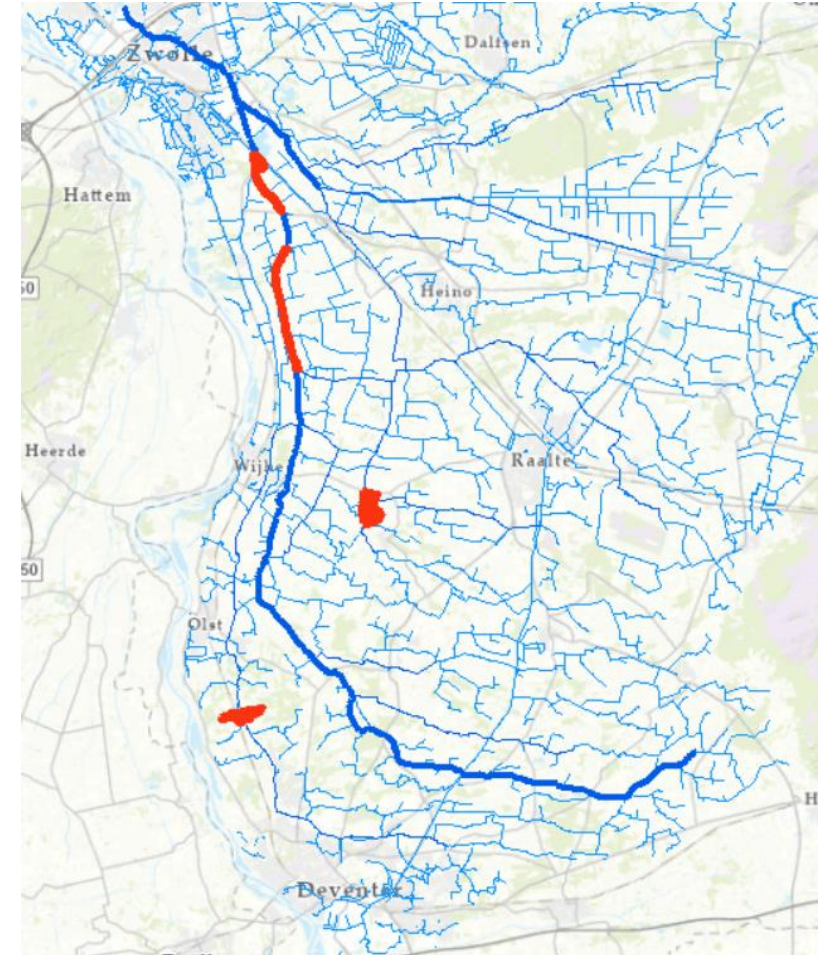 Zwolle
Dalfsen
Hattem
50
Heino
Heerde
Wijhe
Raalte
50
Olst
H
Deventer